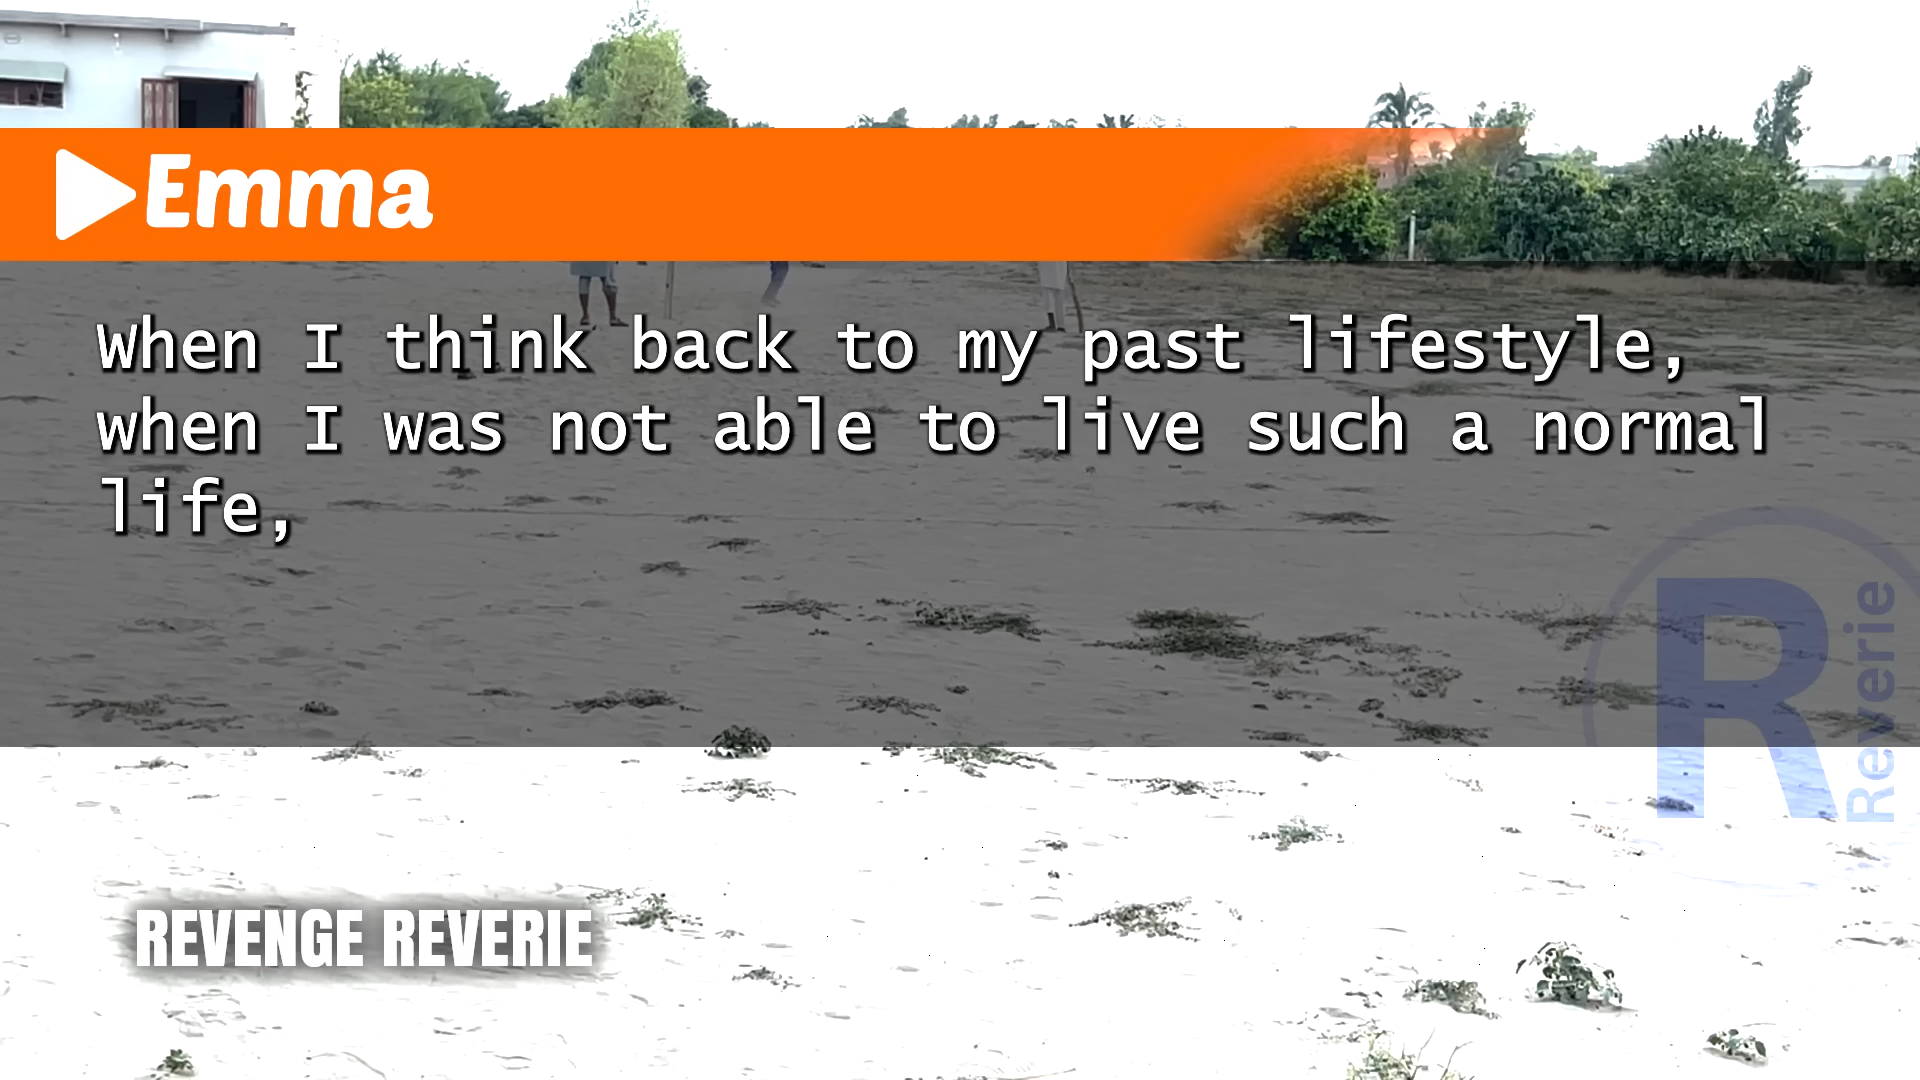 Emma
When I think back to my past lifestyle,
when I was not able to live such a normal
life,
R
Reverie
REVENGE REVERIE